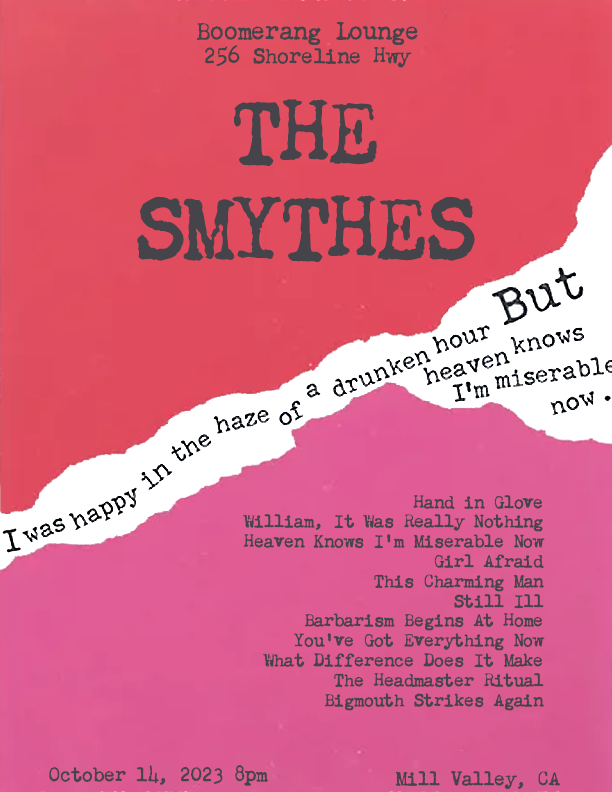 Boomerang Lounge
256 Shoreline Hwy
THE
SMYTHES
I was happy in the haze of a drunken hour But
heaven knows
I'm miserable
now.
Hand in Glove
William, It Was Really Nothing
Heaven Knows I'm Miserable Now
Girl Afraid
This Charming Man
Still Ill
Barbarism Begins At Home
You've Got Everything Now
What Difference Does It Make
The Headmaster Ritual
Bigmouth Strikes Again
October 14, 2023 8pm
Mill Valley, CA